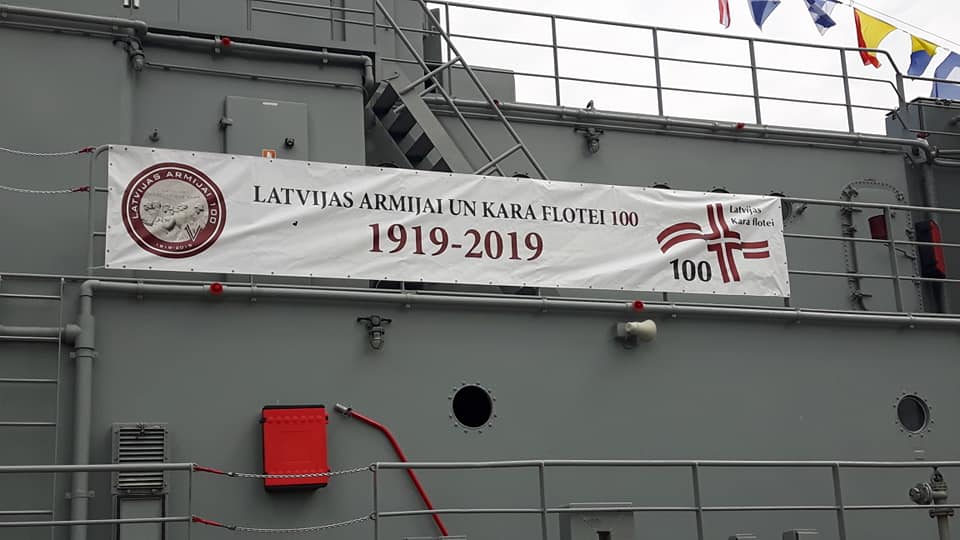 LATVIJAS ARMIJAI 100
1919-2019
LATVIJAS ARMIJAI UN KARA FLOTEI 100
1919-2019
Latvijas
Kara flotei
100